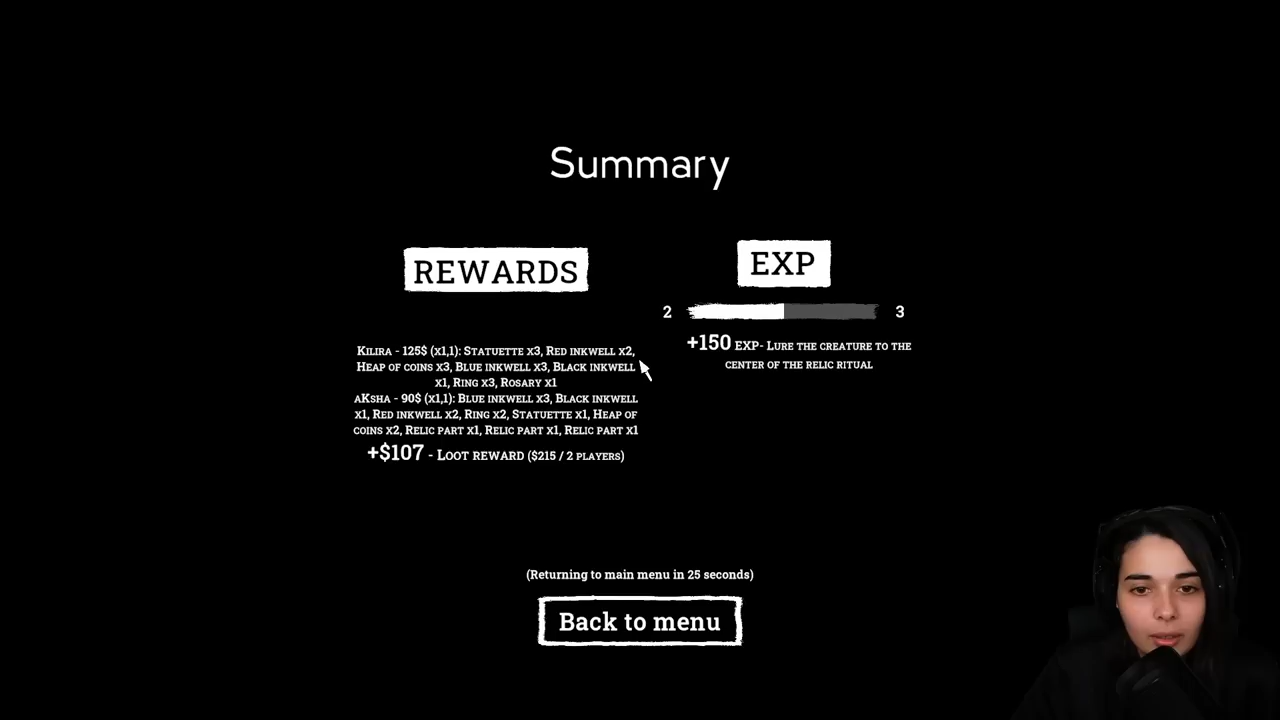 Summary
REWARDS
EXP
2
3
Kilira - 125$ (x1,1): Statuette x3, Red inkwell x2,
Heap of coins x3, Blue inkwell x3, Black inkwell
x1, Ring x3, Rosary x1
aKsha - 90$ (x1,1): Blue inkwell x3, Black inkwell
x1, Red inkwell x2, Ring x2, Statuette x1, Heap of
coins x2, Relic part x1, Relic part x1, Relic part x1
+$107 - Loot reward ($215 / 2 players)
+150 exp- Lure the creature to the
center of the relic ritual
(Returning to main menu in 25 seconds)
Back to menu